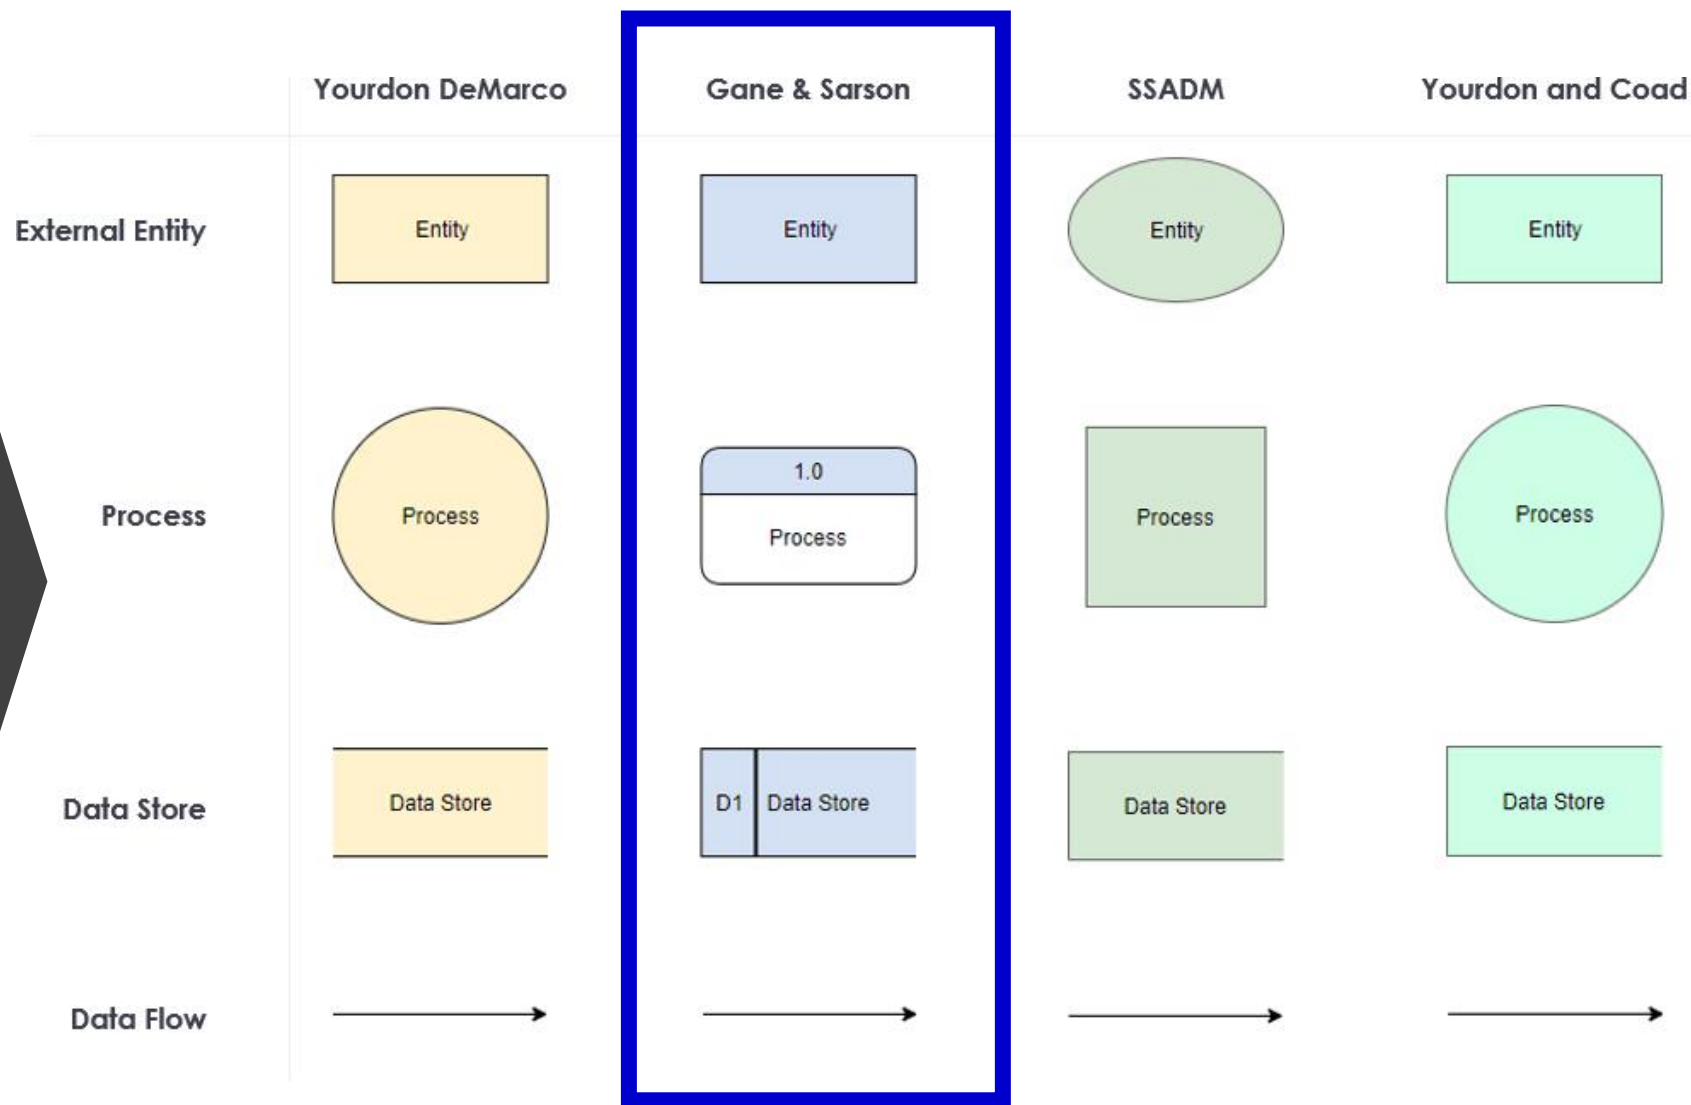 Yourdon DeMarco Gane & Sarson SSADM Yourdon and Coad
External Entity Entity Entity Entity Entity
1.0
Process Process Process Process Process
Data Store Data Store D1 Data Store Data Store Data Store
Data Flow